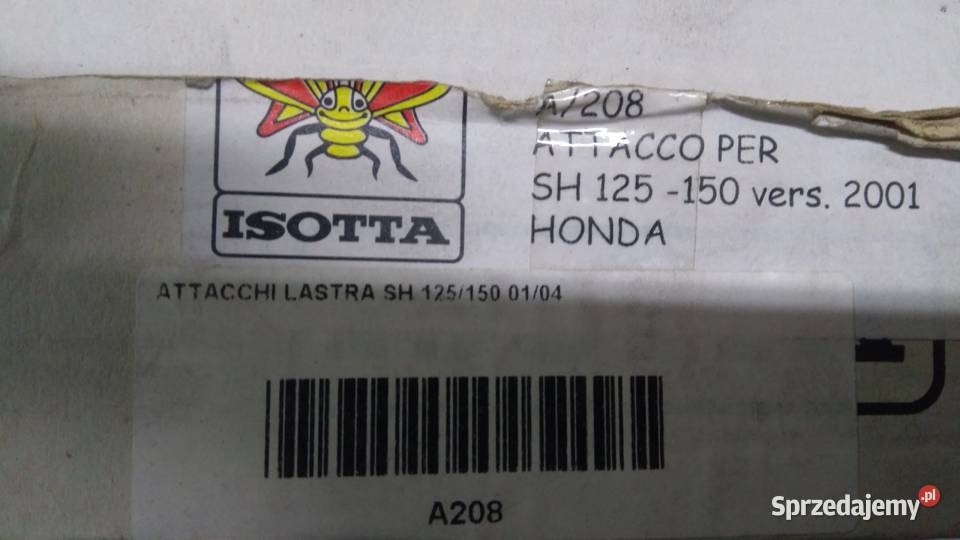 ISOTTA
A/208
ATTACCO PER
SH 125 -150 vers. 2001
HONDA
ATTACCHI LASTRA SH 125/150 01/04
A208
Sprzedajemy.pl